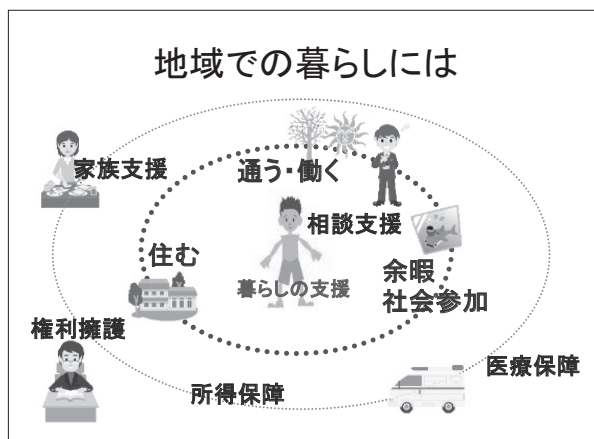 地域での暮らしには
家族支援
通う・働く
相談支援
住む
暮らしの支援
余暇
社会参加
権利擁護
所得保障
医療保障